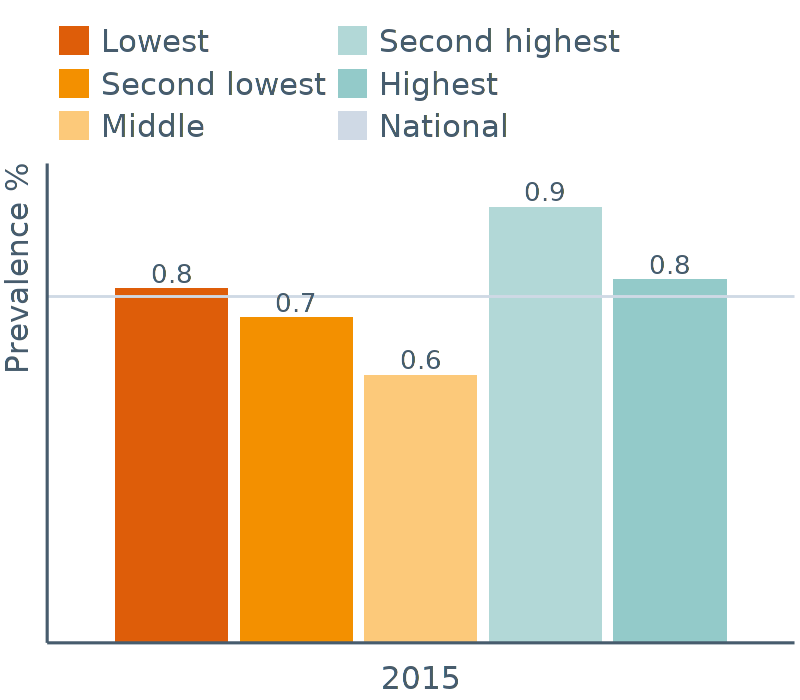 Lowest
Second lowest
Middle
Second highest
Highest
National
Prevalence %
0.8
0.7
0.6
0.9
0.8
2015